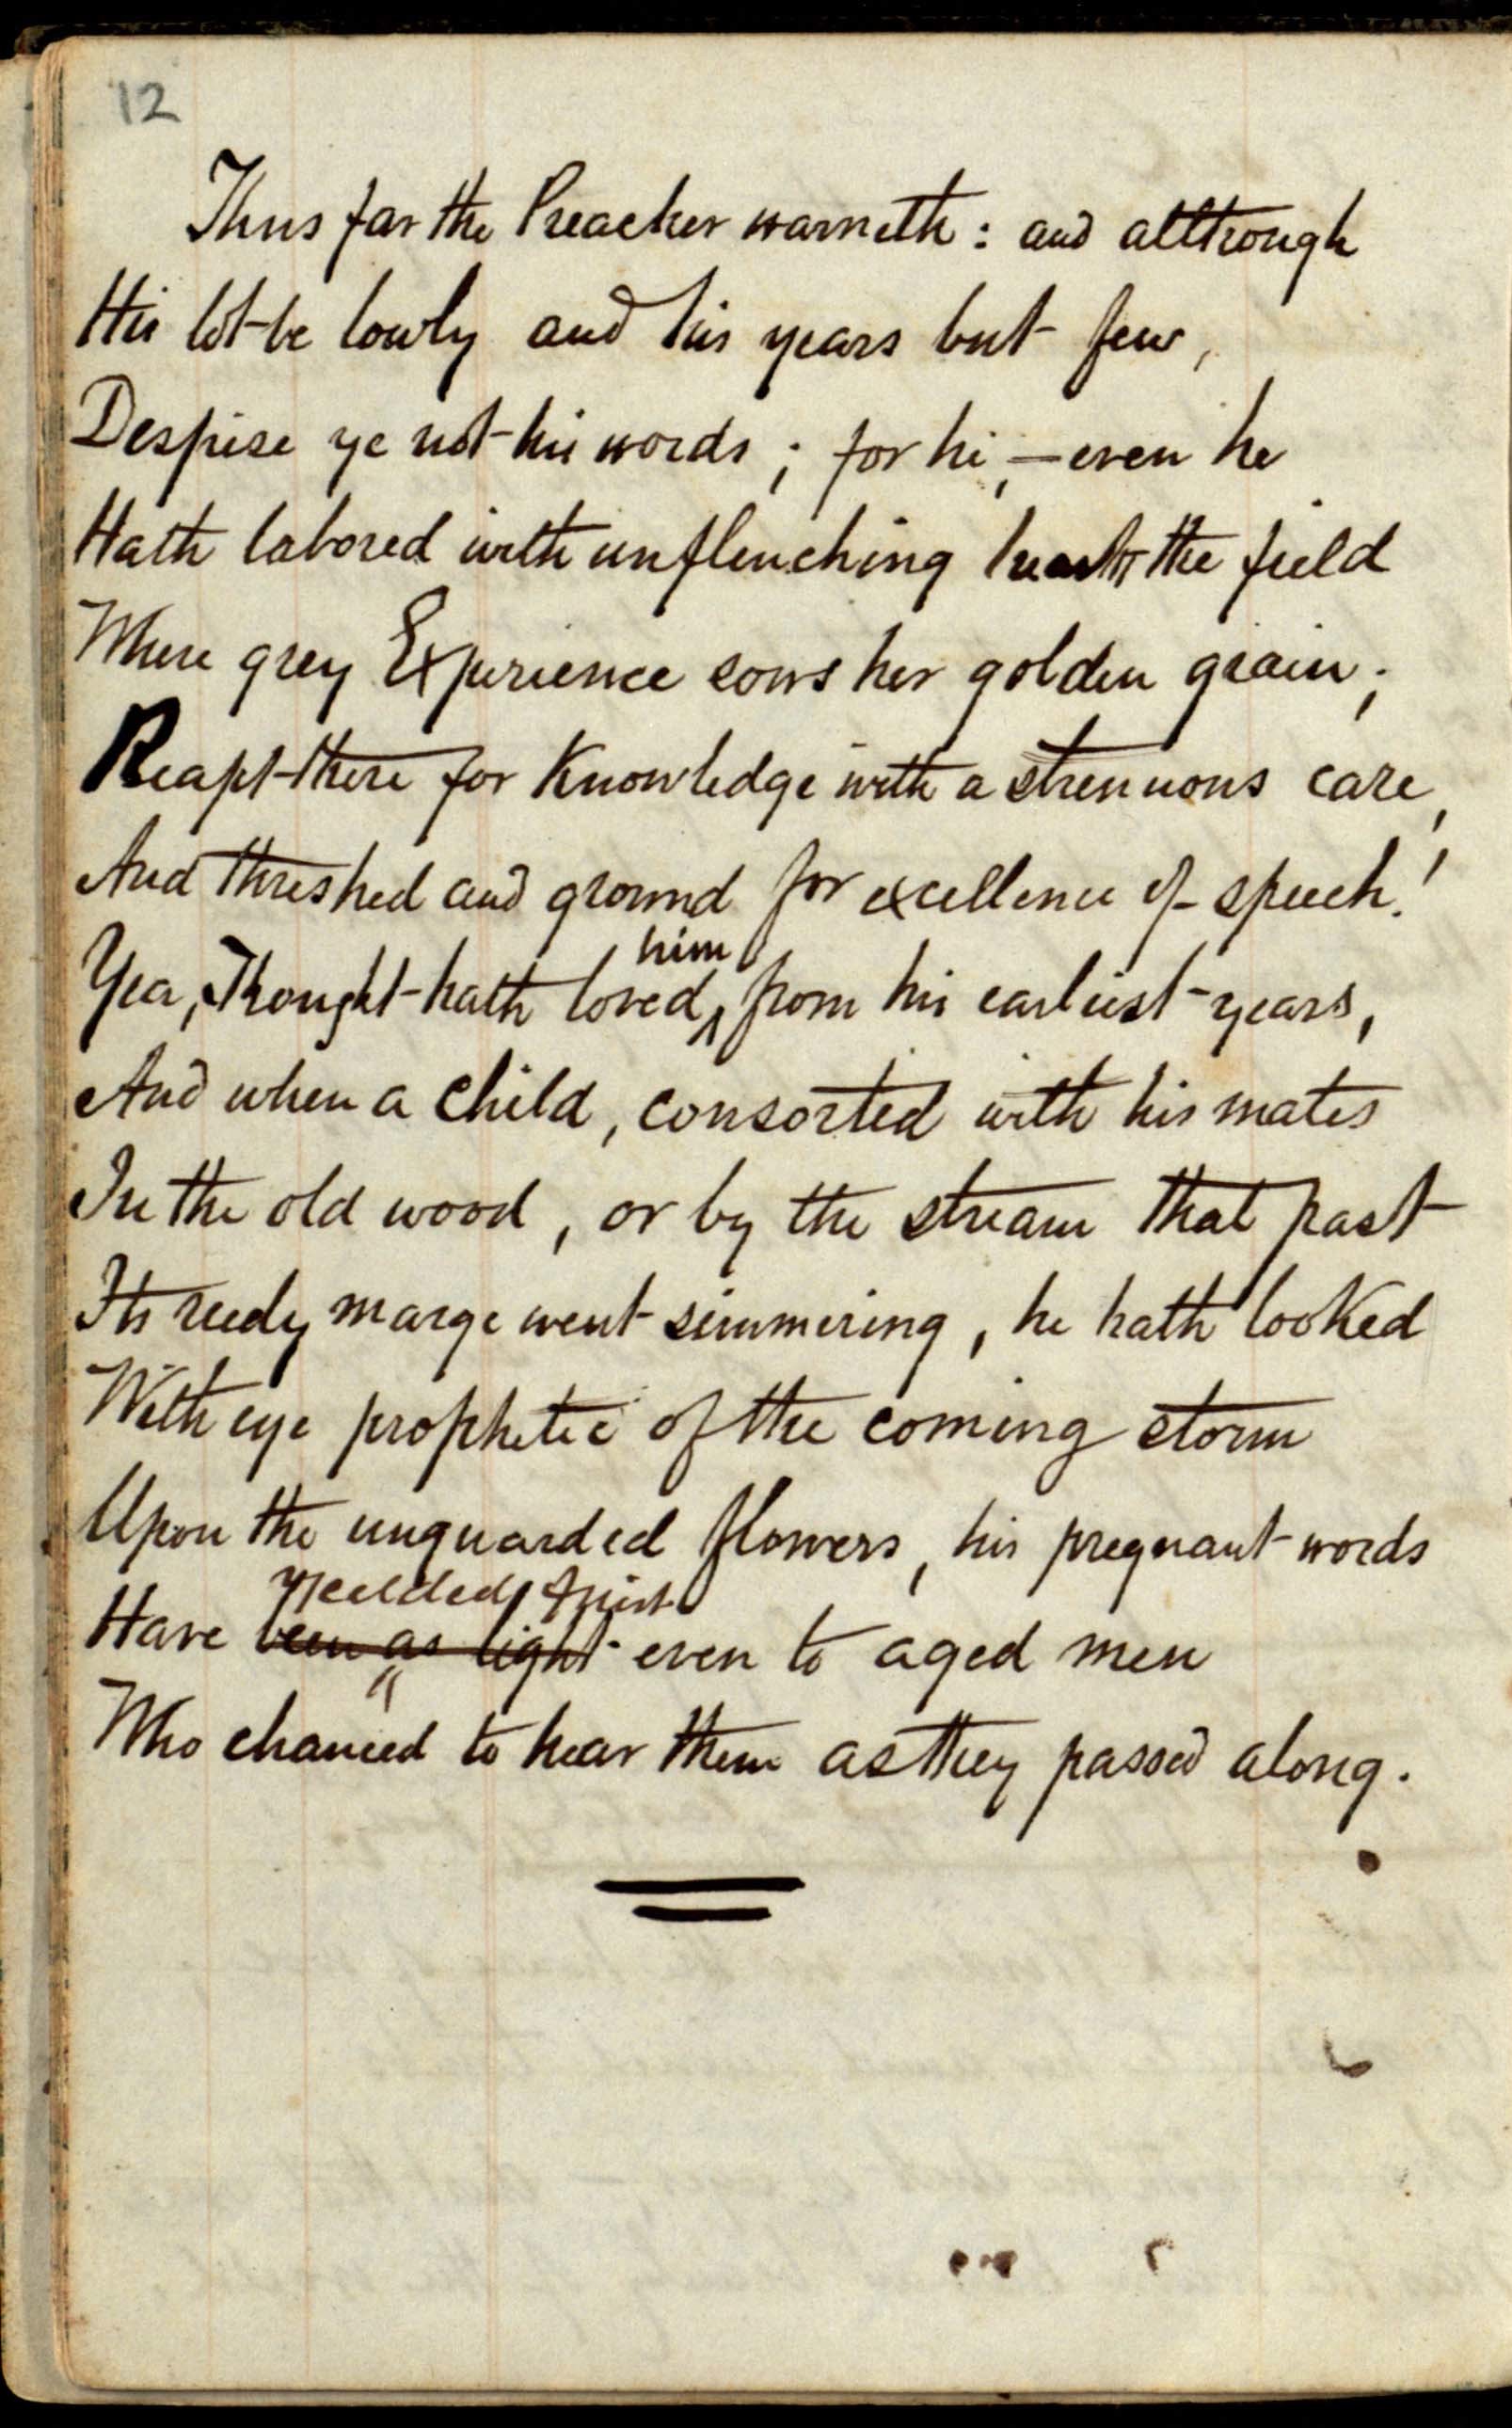 12
Thus far the Preacher warneth: and although
His lot be lowly and his years but few,
Despise ye not his words; for he,—even he
Hath labored with unflinching the field
Where grey Experience sows her golden grain;
Reapt there for Knowledge with a strenuous care,
And threshed and ground for excellence of speech!
him
Yea, Thought hath loved from his earliest years,
And when a child, consorted with his mates
In the old wood, or by the stream that past
Its reedy marge went simmering, he hath looked
With eye prophetic of the coming storm
Upon the unguarded flowers, his pregnant words
yielded grist
Have been as light even to aged men
Who chanced to hear them as they passed along.